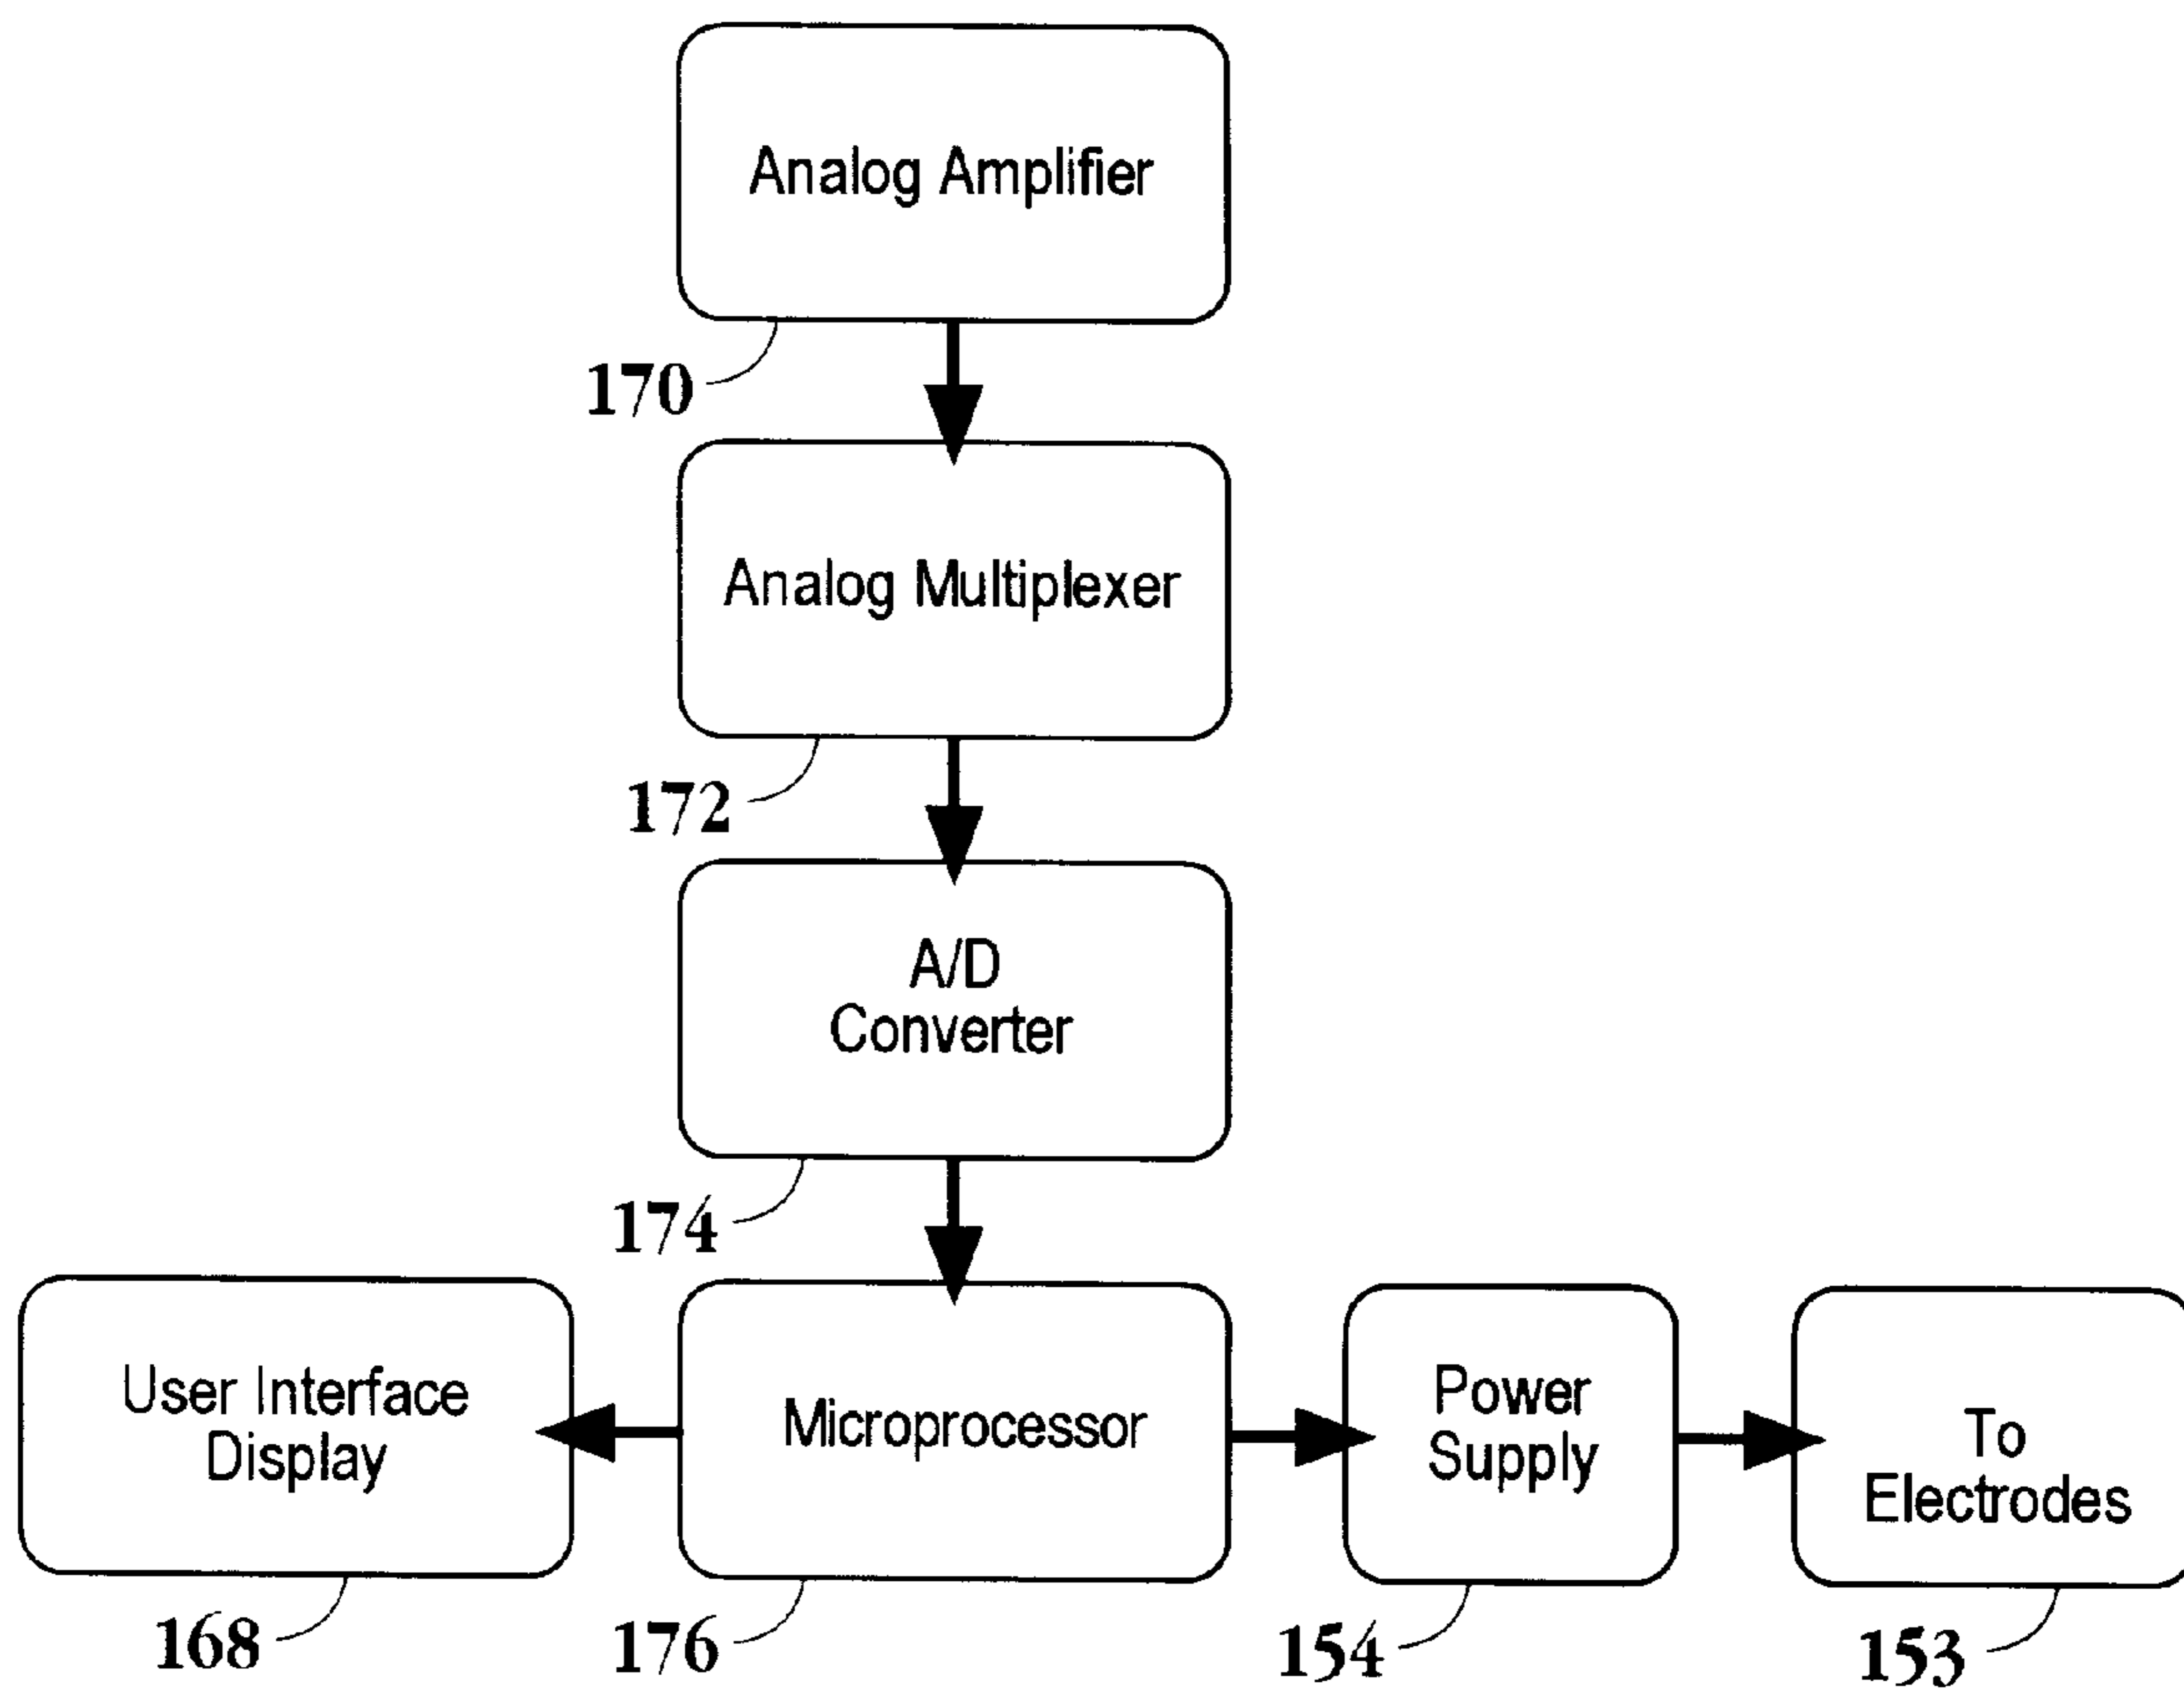 Analog Amplifier
170
Analog Multiplexer
172
A/D
Converter
174
User Interface
Display
168
Microprocessor
176
Power
Supply
154
To
Electrodes
153